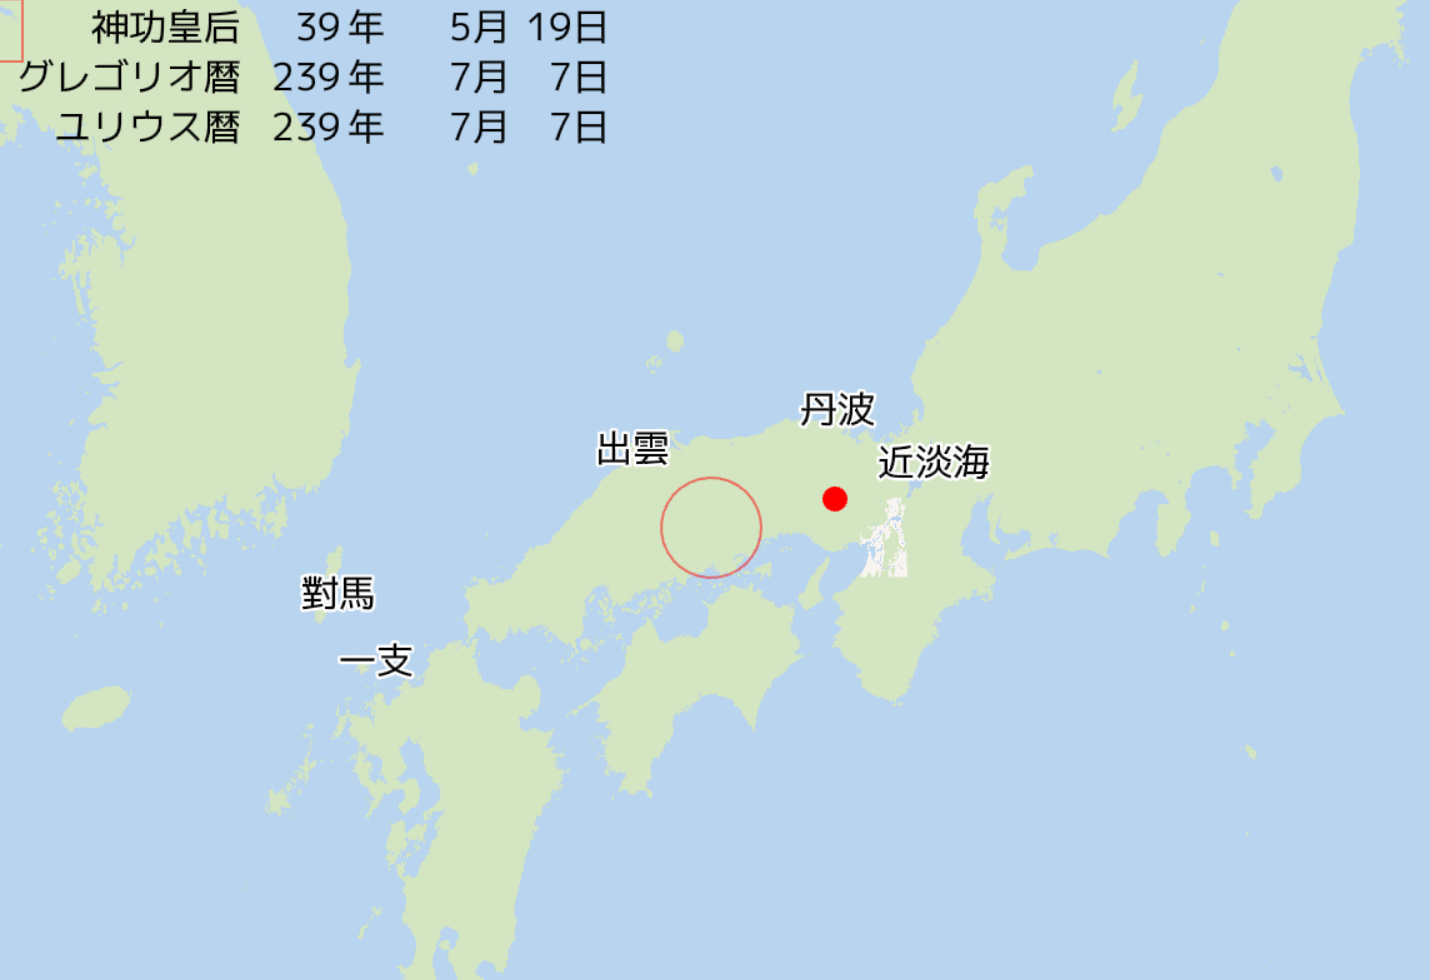 神功皇后 39年 5月 19日
グレゴリオ暦 239年 7月 7日
ユリウス暦 239年 7月 7日
丹波
出雲
近淡海
對馬
一支